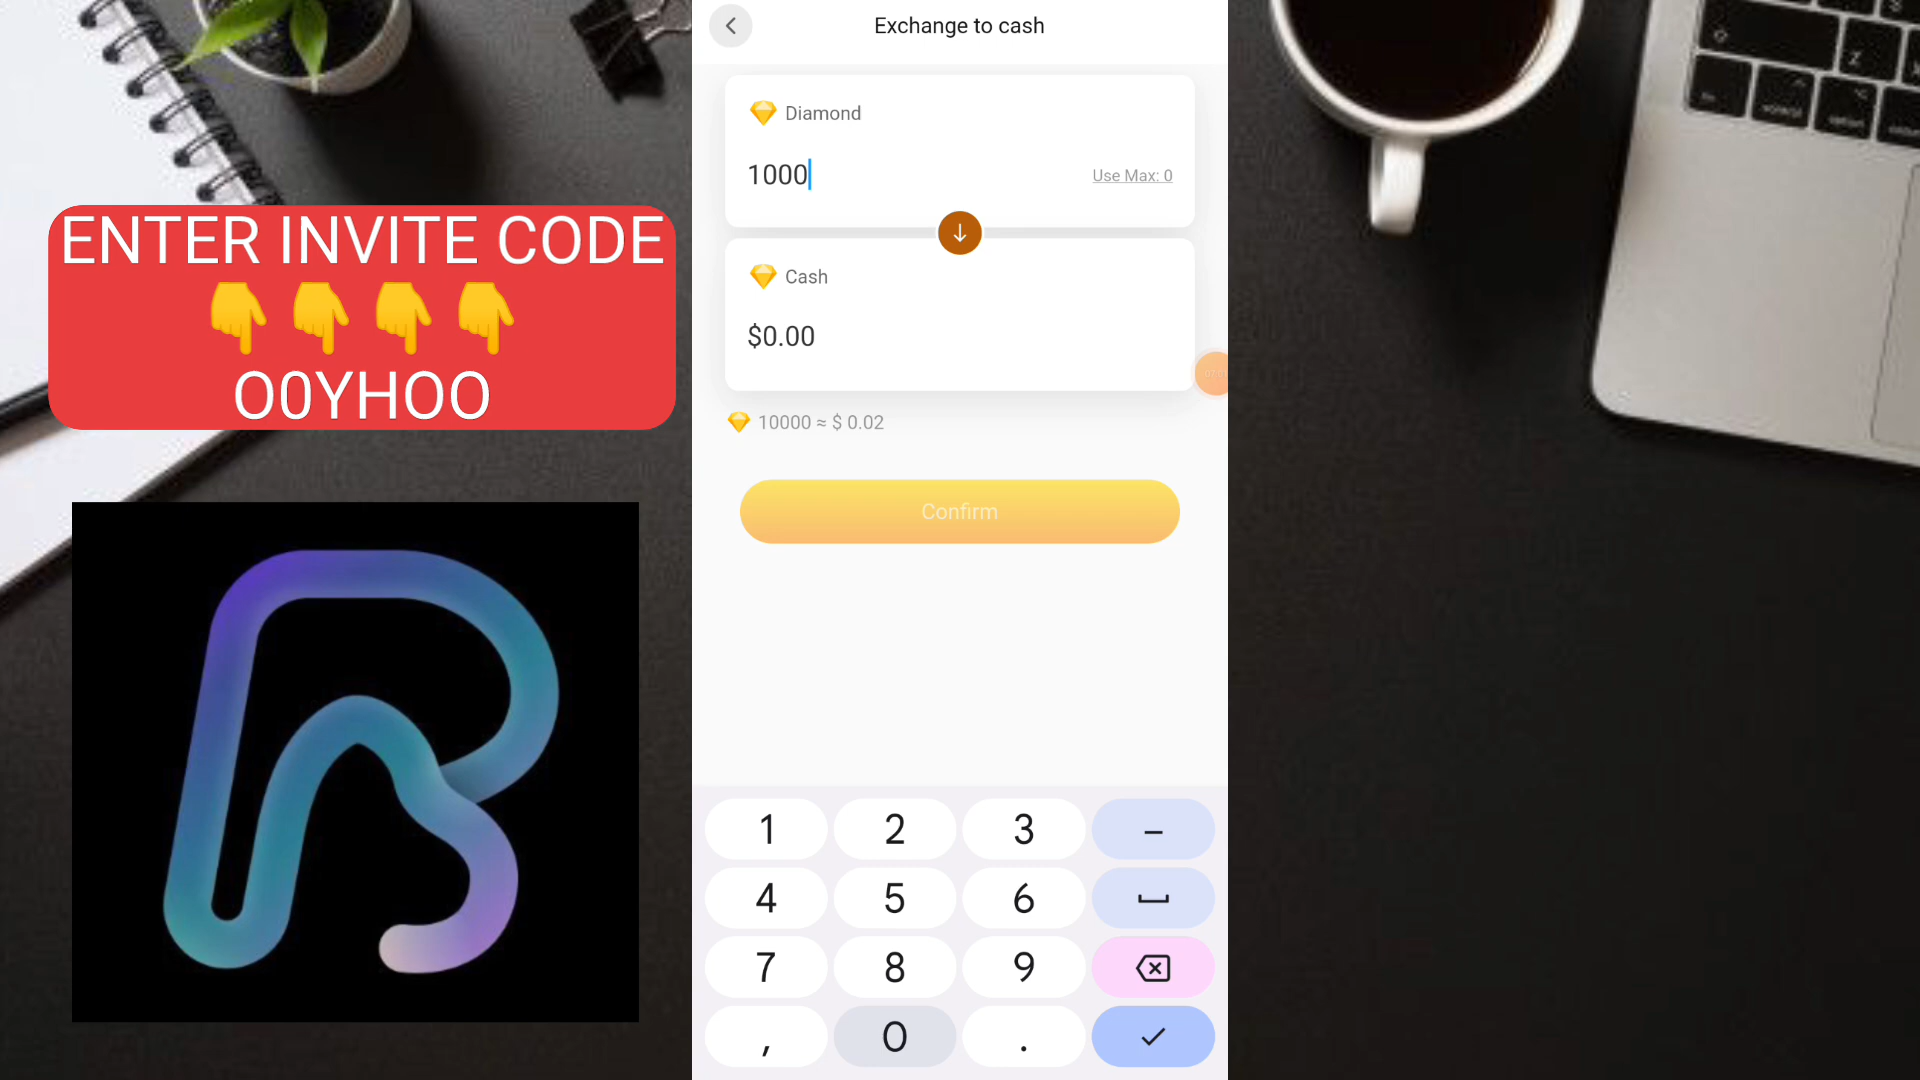 ENTER INVITE CODE
👇👇👇👇
O0YHOO
Exchange to cash
Diamond
1000
Use Max: 0
Cash
$0.00
10000 ≈ $ 0.02
Confirm
1 2 3 –
4 5 6
7 8 9
, 0 .